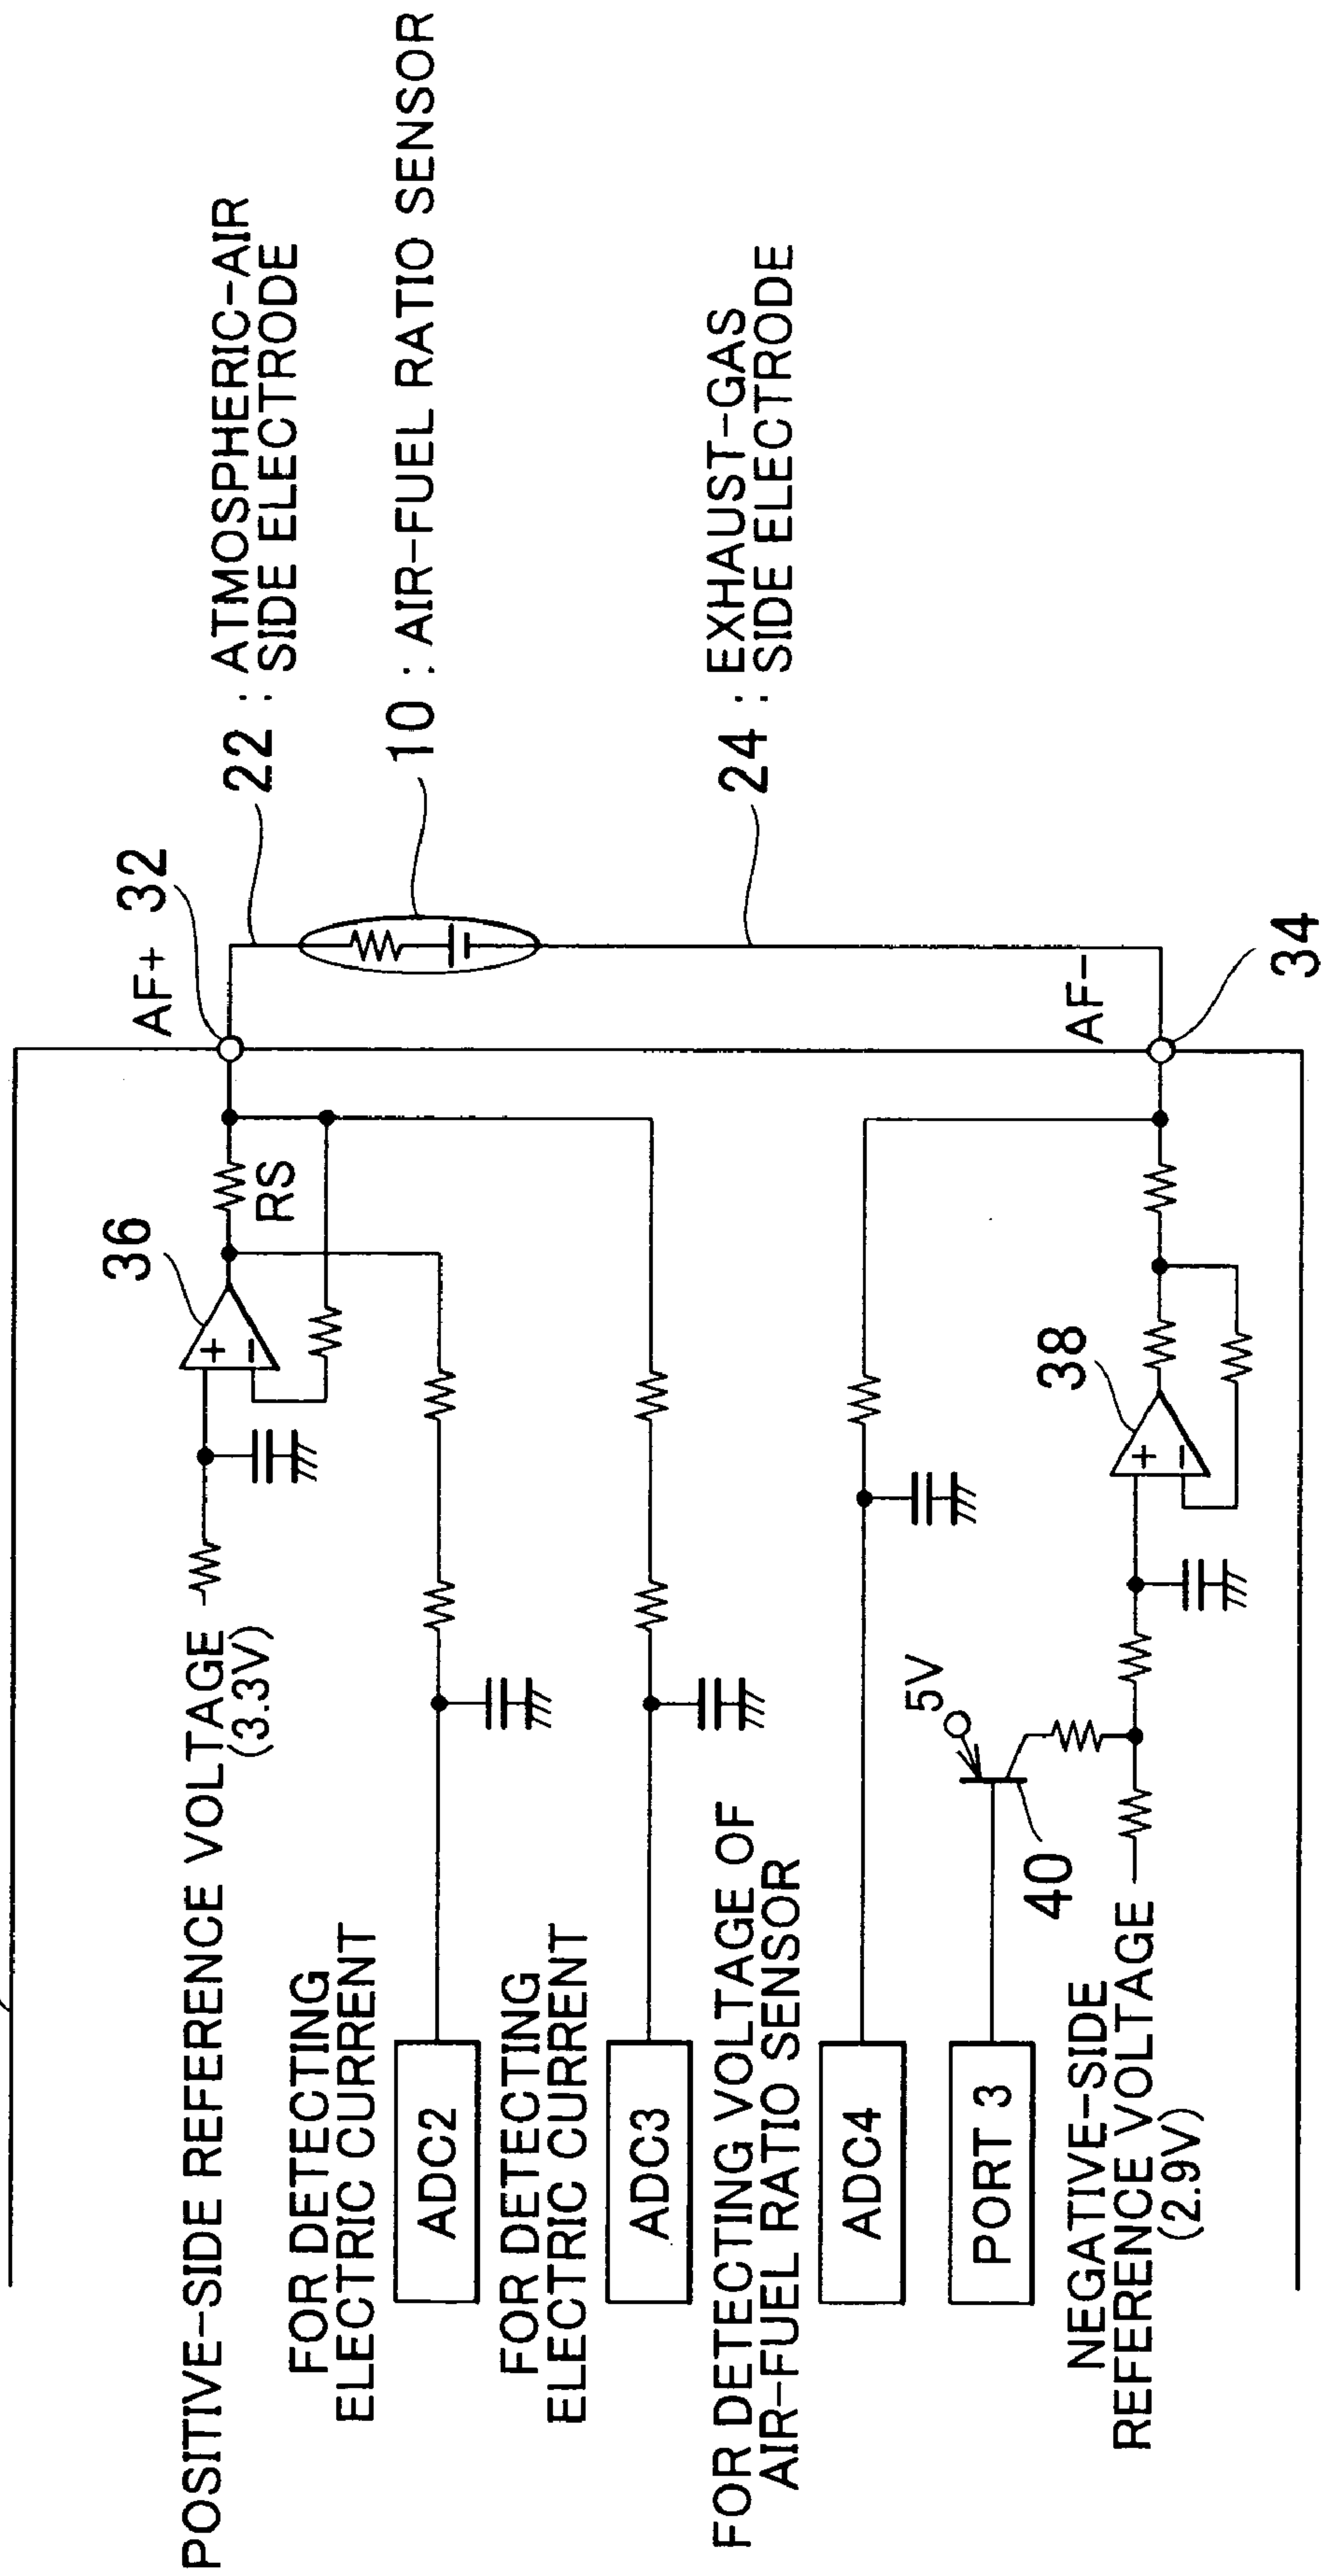 POSITIVE-SIDE REFERENCE VOLTAGE
(3.3V)
36
+
−
RS
AF+
32
22 : ATMOSPHERIC-AIR
SIDE ELECTRODE
10 : AIR-FUEL RATIO SENSOR
FOR DETECTING
ELECTRIC CURRENT
ADC2
FOR DETECTING
ELECTRIC CURRENT
ADC3
24 : EXHAUST-GAS
SIDE ELECTRODE
FOR DETECTING VOLTAGE OF
AIR-FUEL RATIO SENSOR
ADC4
5V
PORT 3
40
38
+
−
AF−
34
NEGATIVE-SIDE
REFERENCE VOLTAGE
(2.9V)